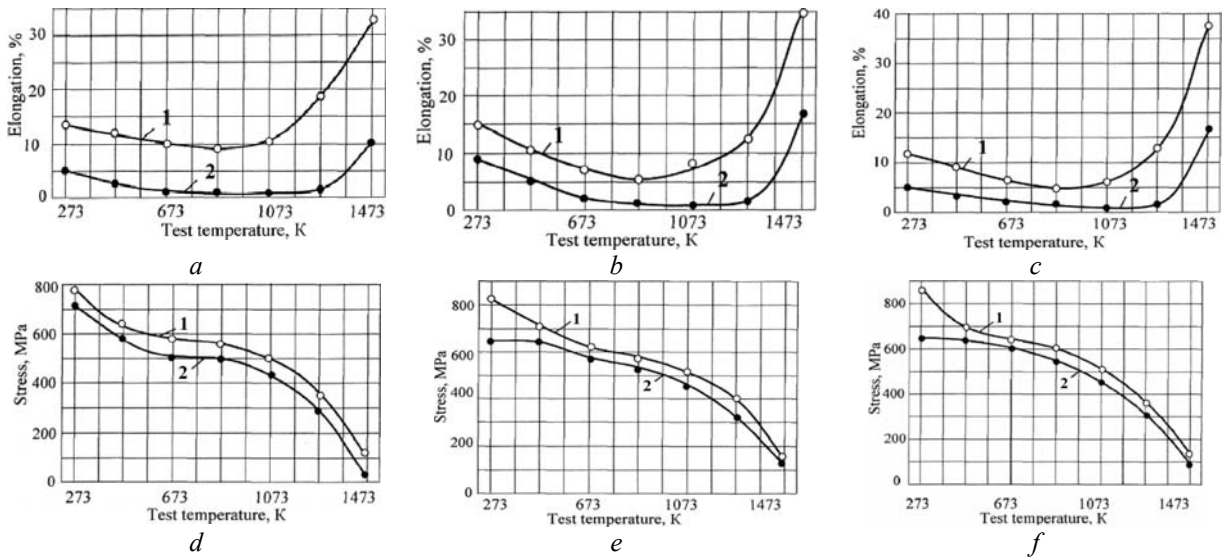 Elongation, %
30
20
10
0
1
2
273 673 1073 1473
Test temperature, K
a
Elongation, %
30
20
10
0
1
2
273 673 1073 1473
Test temperature, K
b
Elongation, %
40
30
20
10
0
1
2
273 673 1073 1473
Test temperature, K
c
Stress, MPa
800
600
400
200
0
1
2
273 673 1073 1473
Test temperature, K
d
Stress, MPa
800
600
400
200
0
1
2
273 673 1073 1473
Test temperature, K
e
Stress, MPa
800
600
400
200
0
1
2
273 673 1073 1473
Test temperature, K
f